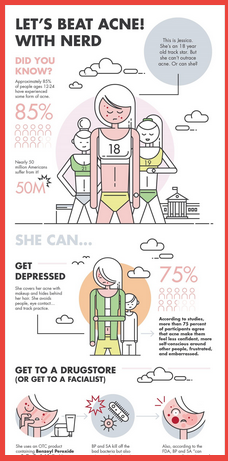 LET'S BEAT ACNE!
WITH NERD
This is Jessica.
She's an 18 year
old track star. But
she can't outrace
acne. Or can she?
DID YOU
KNOW?
Approximately 85%
of people ages 12-24
have experienced
some form of acne.
85%
Nearly 50
million Americans
suffer from it!
50M
18
19
SHE CAN...
GET
DEPRESSED
She covers her acne with
makeup and hides behind
her hair. She avoids
people, eye contact...
and track practice.
75%
According to studies,
more than 75 percent
of participants agree
that acne make them
feel less confident, more
self-conscious around
other people, frustrated,
and embarrassed.
GET TO A DRUGSTORE
(OR GET TO A FACIALIST)
She uses an OTC product
containing Benzoyl Peroxide
BP and SA kill off the
bad bacteria but also
Also, according to the
FDA, BP and SA "can